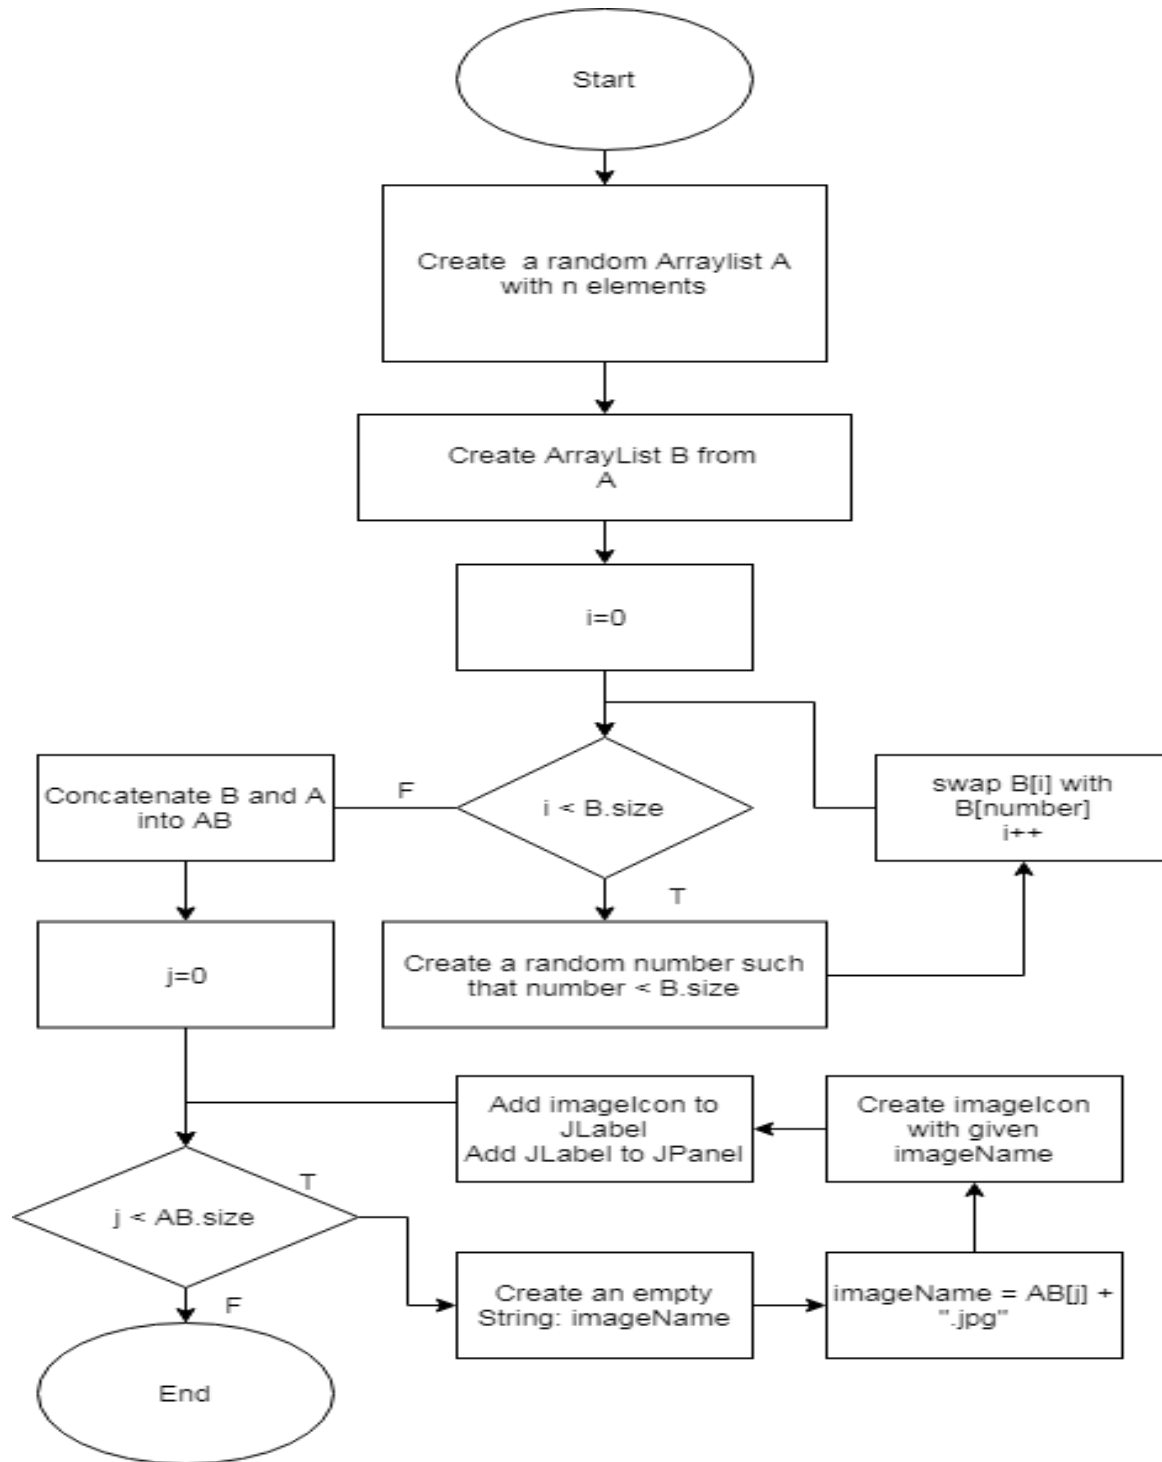 Start
Create  a random Arraylist A
with n elements
Create ArrayList B from
A
i=0
i < B.size
F
T
Concatenate B and A
into AB
swap B[i] with
B[number]
i++
Create a random number such
that number < B.size
j=0
j < AB.size
T
F
Add imageIcon to
JLabel
Add JLabel to JPanel
Create imageIcon
with given
imageName
Create an empty
String: imageName
imageName = AB[j] +
".jpg"
End